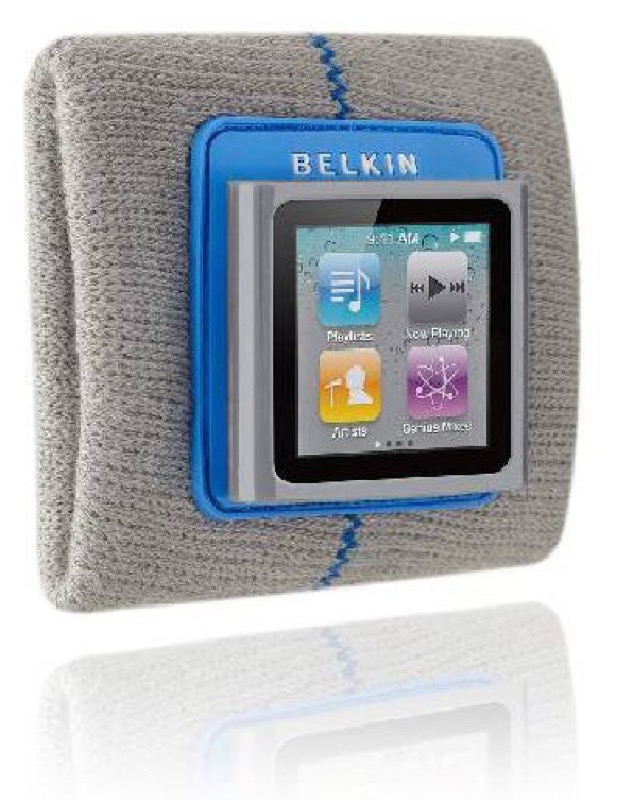 BELKIN
9:41 AM
Playlists
Now Playing
Artists
Genius Mixes